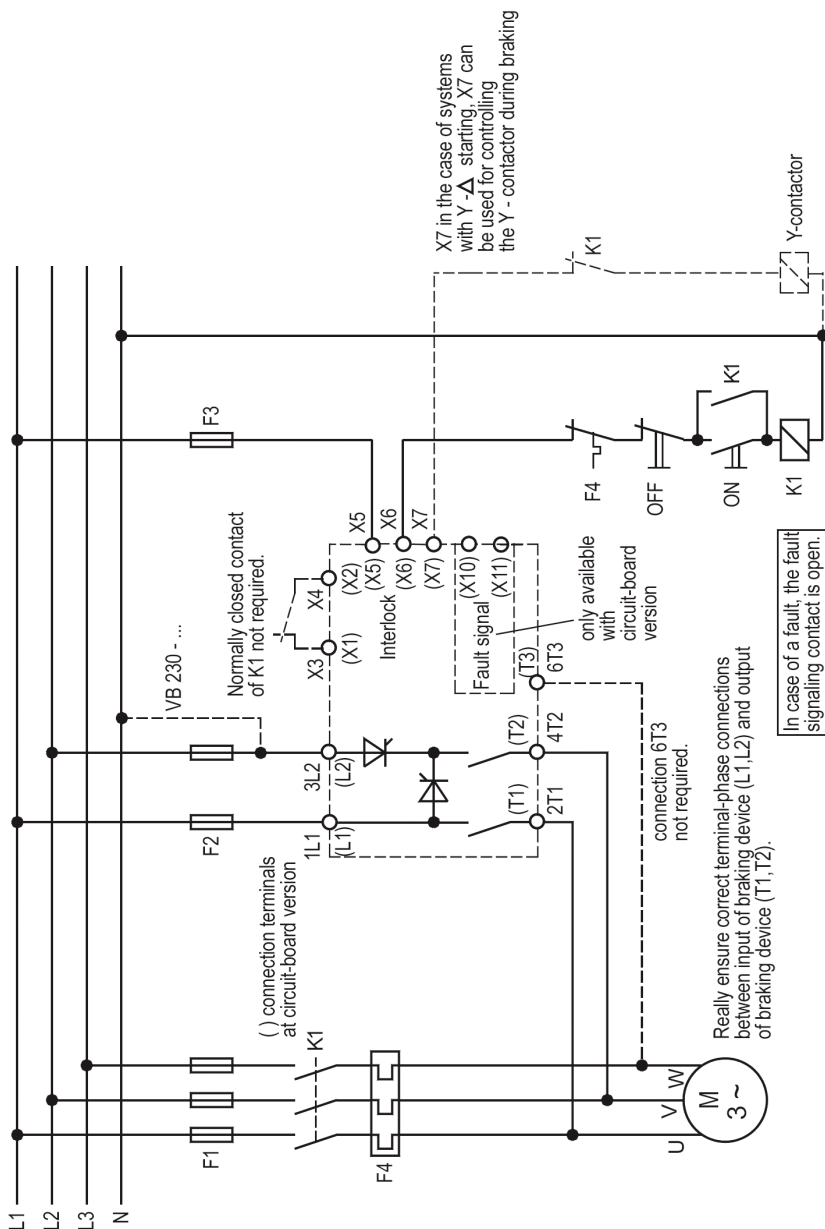 L1
L2
L3
N
F1
K1
F4
U
V
W
M
3 ~
( ) connection terminals
at circuit-board version
F2
VB 230 - ...
1L1
(L1)
3L2
(L2)
(T1)
2T1
(T2)
4T2
(T3)
6T3
connection 6T3
not required.
Really ensure correct terminal-phase connections
between input of braking device (L1,L2) and output
of braking device (T1,T2).
Normally closed contact
of K1 not required.
X3
(X1)
X4
(X2)
Interlock
X5
(X5)
X6
(X6)
X7
(X7)
(X10)
(X11)
Fault signal
only available
with
circuit-board
version
F3
F4
OFF
ON
K1
K1
In case of a fault, the fault
signaling contact is open.
X7 in the case of systems
with Y -Δ starting, X7 can
be used for controlling
the Y - contactor during braking
K1
Y-contactor